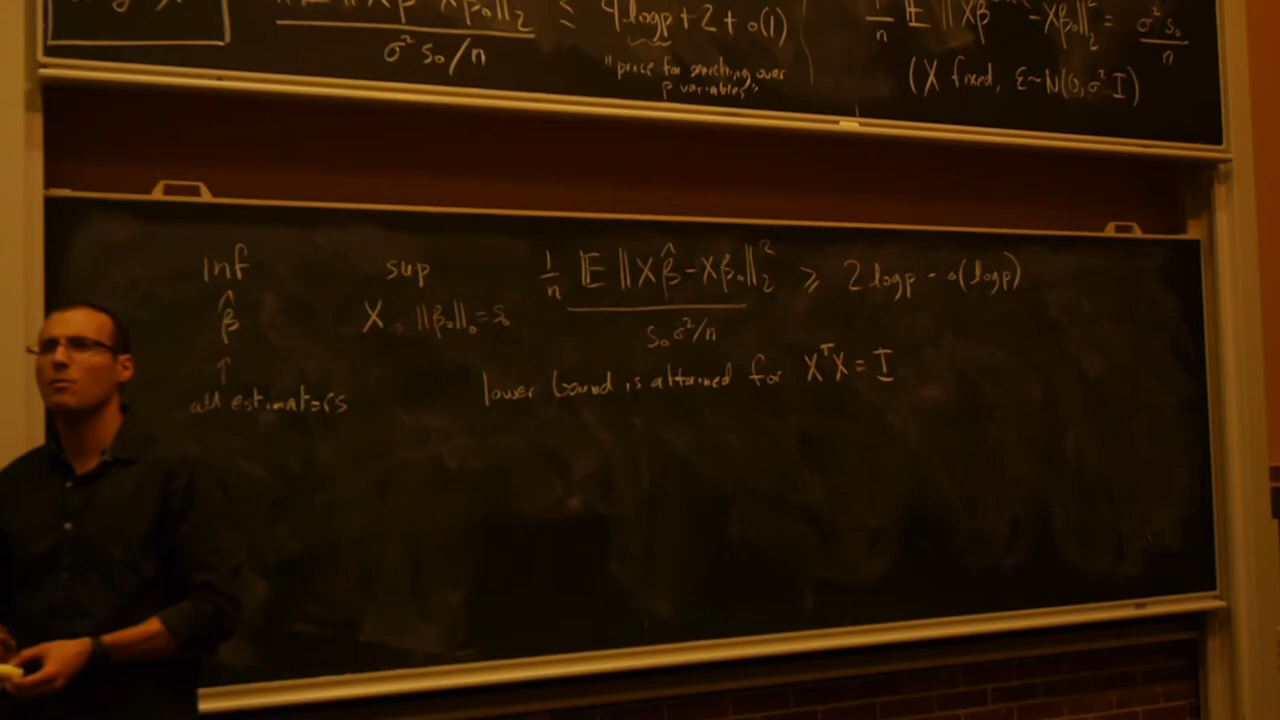 ‖₂ ≤ 4 log p + 2 + o(1)
σ² s₀/n
"price for searching over
p variables"
1/n 𝔼 ‖Xβ̂ - Xβ₀‖₂² = σ² s₀/n
(X fixed, ε~N(0, σ² I)
inf sup 1/n 𝔼 ‖Xβ̂ - Xβ₀‖₂² ≥ 2 log p - o(log p)
β̂ X, ‖β₀‖₀ = s₀ s₀σ²/n
↑ lower bound is attained for XᵀX = I
all estimators